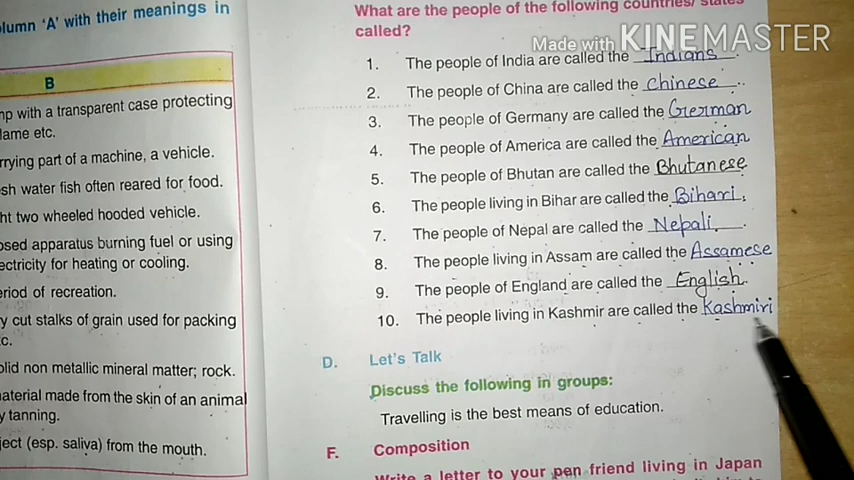 olumn 'A' with their meanings in
B
mp with a transparent case protecting
lame etc.
rrying part of a machine, a vehicle.
sh water fish often reared for food.
ht two wheeled hooded vehicle.
osed apparatus burning fuel or using
ectricity for heating or cooling.
eriod of recreation.
y cut stalks of grain used for packing
c.
olid non metallic mineral matter; rock.
aterial made from the skin of an animal
y tanning.
ject (esp. saliva) from the mouth.
What are the people of the following countries/ states
called?
Made with KINEMASTER
1. The people of India are called the Indians.
2. The people of China are called the Chinese.
3. The people of Germany are called the German
4. The people of America are called the American
5. The people of Bhutan are called the Bhutanese
6. The people living in Bihar are called the Bihari.
7. The people of Nepal are called the Nepali.
8. The people living in Assam are called the Assamese
9. The people of England are called the English.
10. The people living in Kashmir are called the Kashmiri
D. Let's Talk
Discuss the following in groups:
Travelling is the best means of education.
F. Composition
Write a letter to your pen friend living in Japan